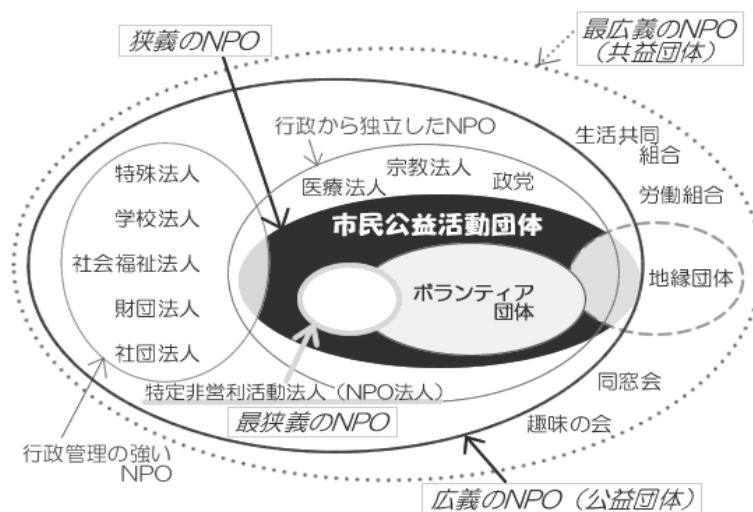 狭義のNPO
最広義のNPO
（共益団体）
行政から独立したNPO
生活共同
組合
宗教法人
医療法人
政党
労働組合
特殊法人
学校法人
社会福祉法人
財団法人
社団法人
市民公益活動団体
ボランティア
団体
地縁団体
特定非営利活動法人（NPO法人）
最狭義のNPO
同窓会
趣味の会
行政管理の強い
NPO
広義のNPO（公益団体）